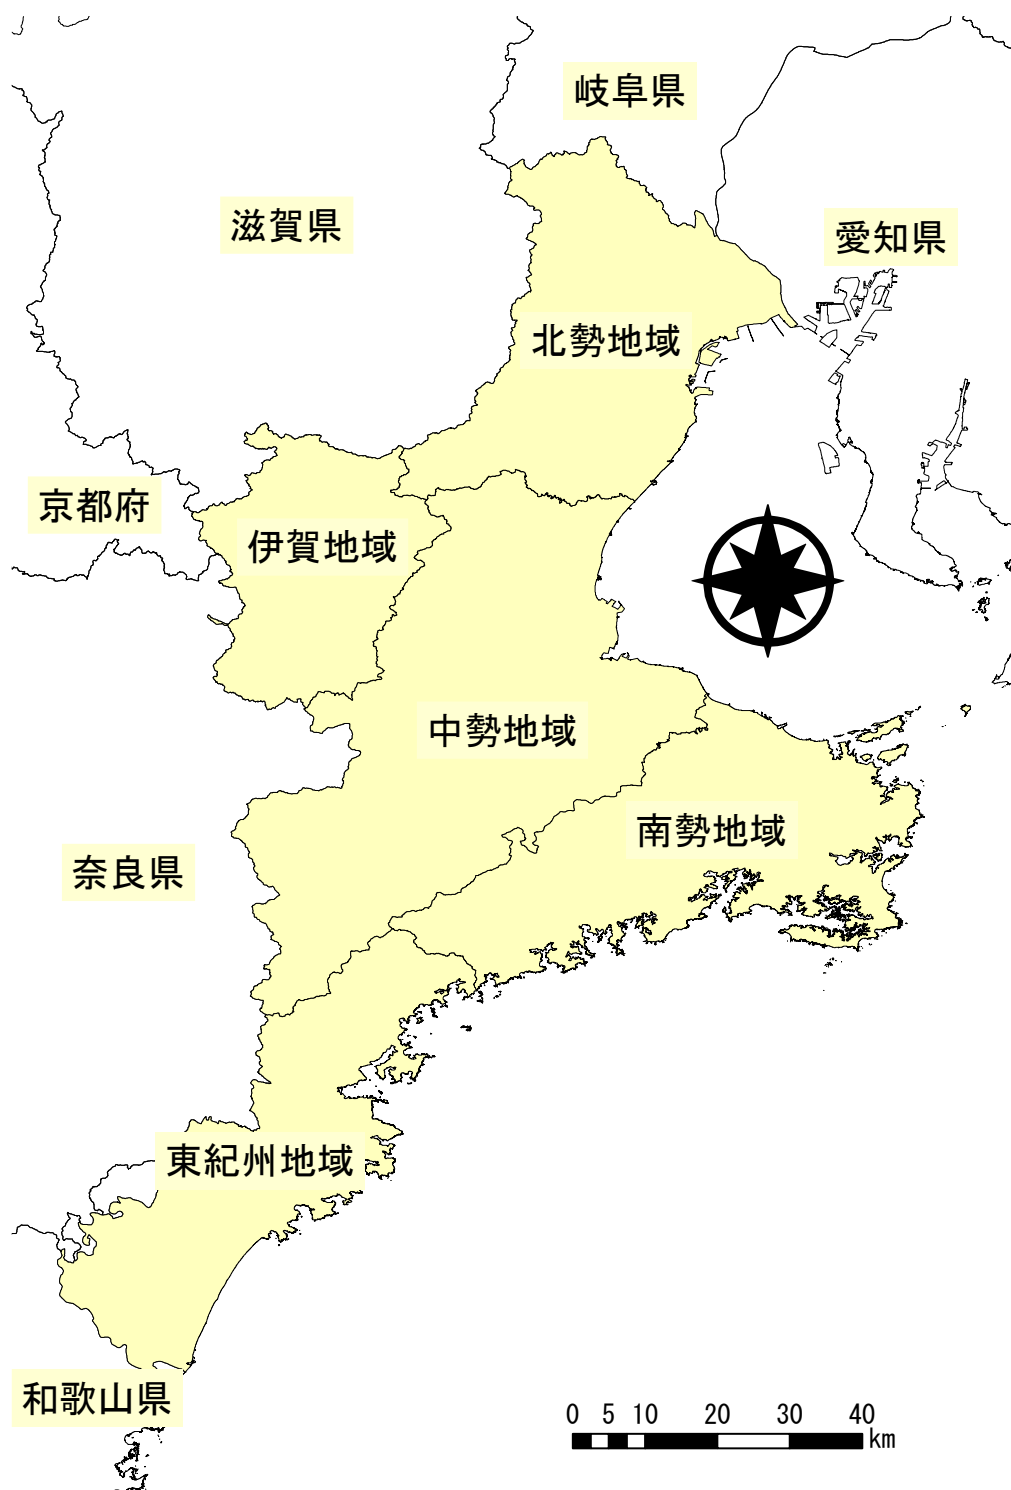 岐阜県
滋賀県
愛知県
北勢地域
京都府
伊賀地域
中勢地域
南勢地域
奈良県
東紀州地域
和歌山県
0 5 10 20 30 40
km